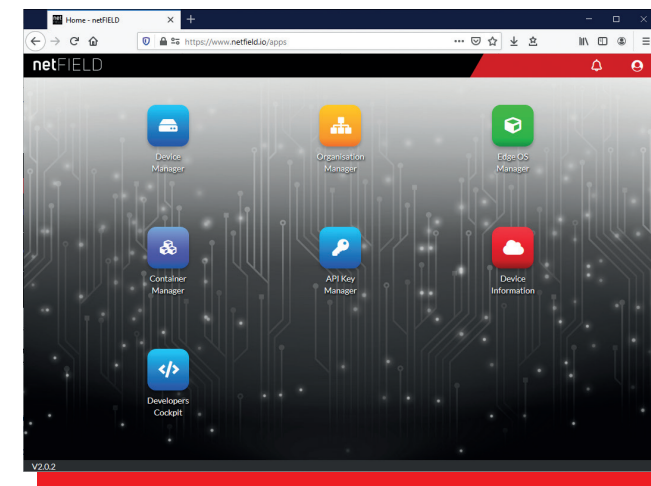 net Home - netFIELD
https://www.netfield.io/apps
netFIELD
Device
Manager
Organisation
Manager
Edge OS
Manager
Container
Manager
API Key
Manager
Device
Information
</>
Developers
Cockpit
V2.0.2